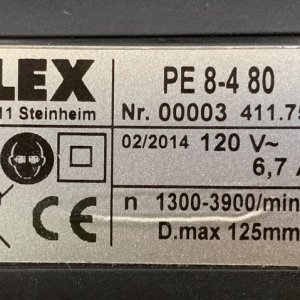 LEX
11 Steinheim
PE 8-4 80
Nr. 00003 411.75
02/2014 120 V~
6,7 A
CE
n 1300-3900/min
D.max 125mm